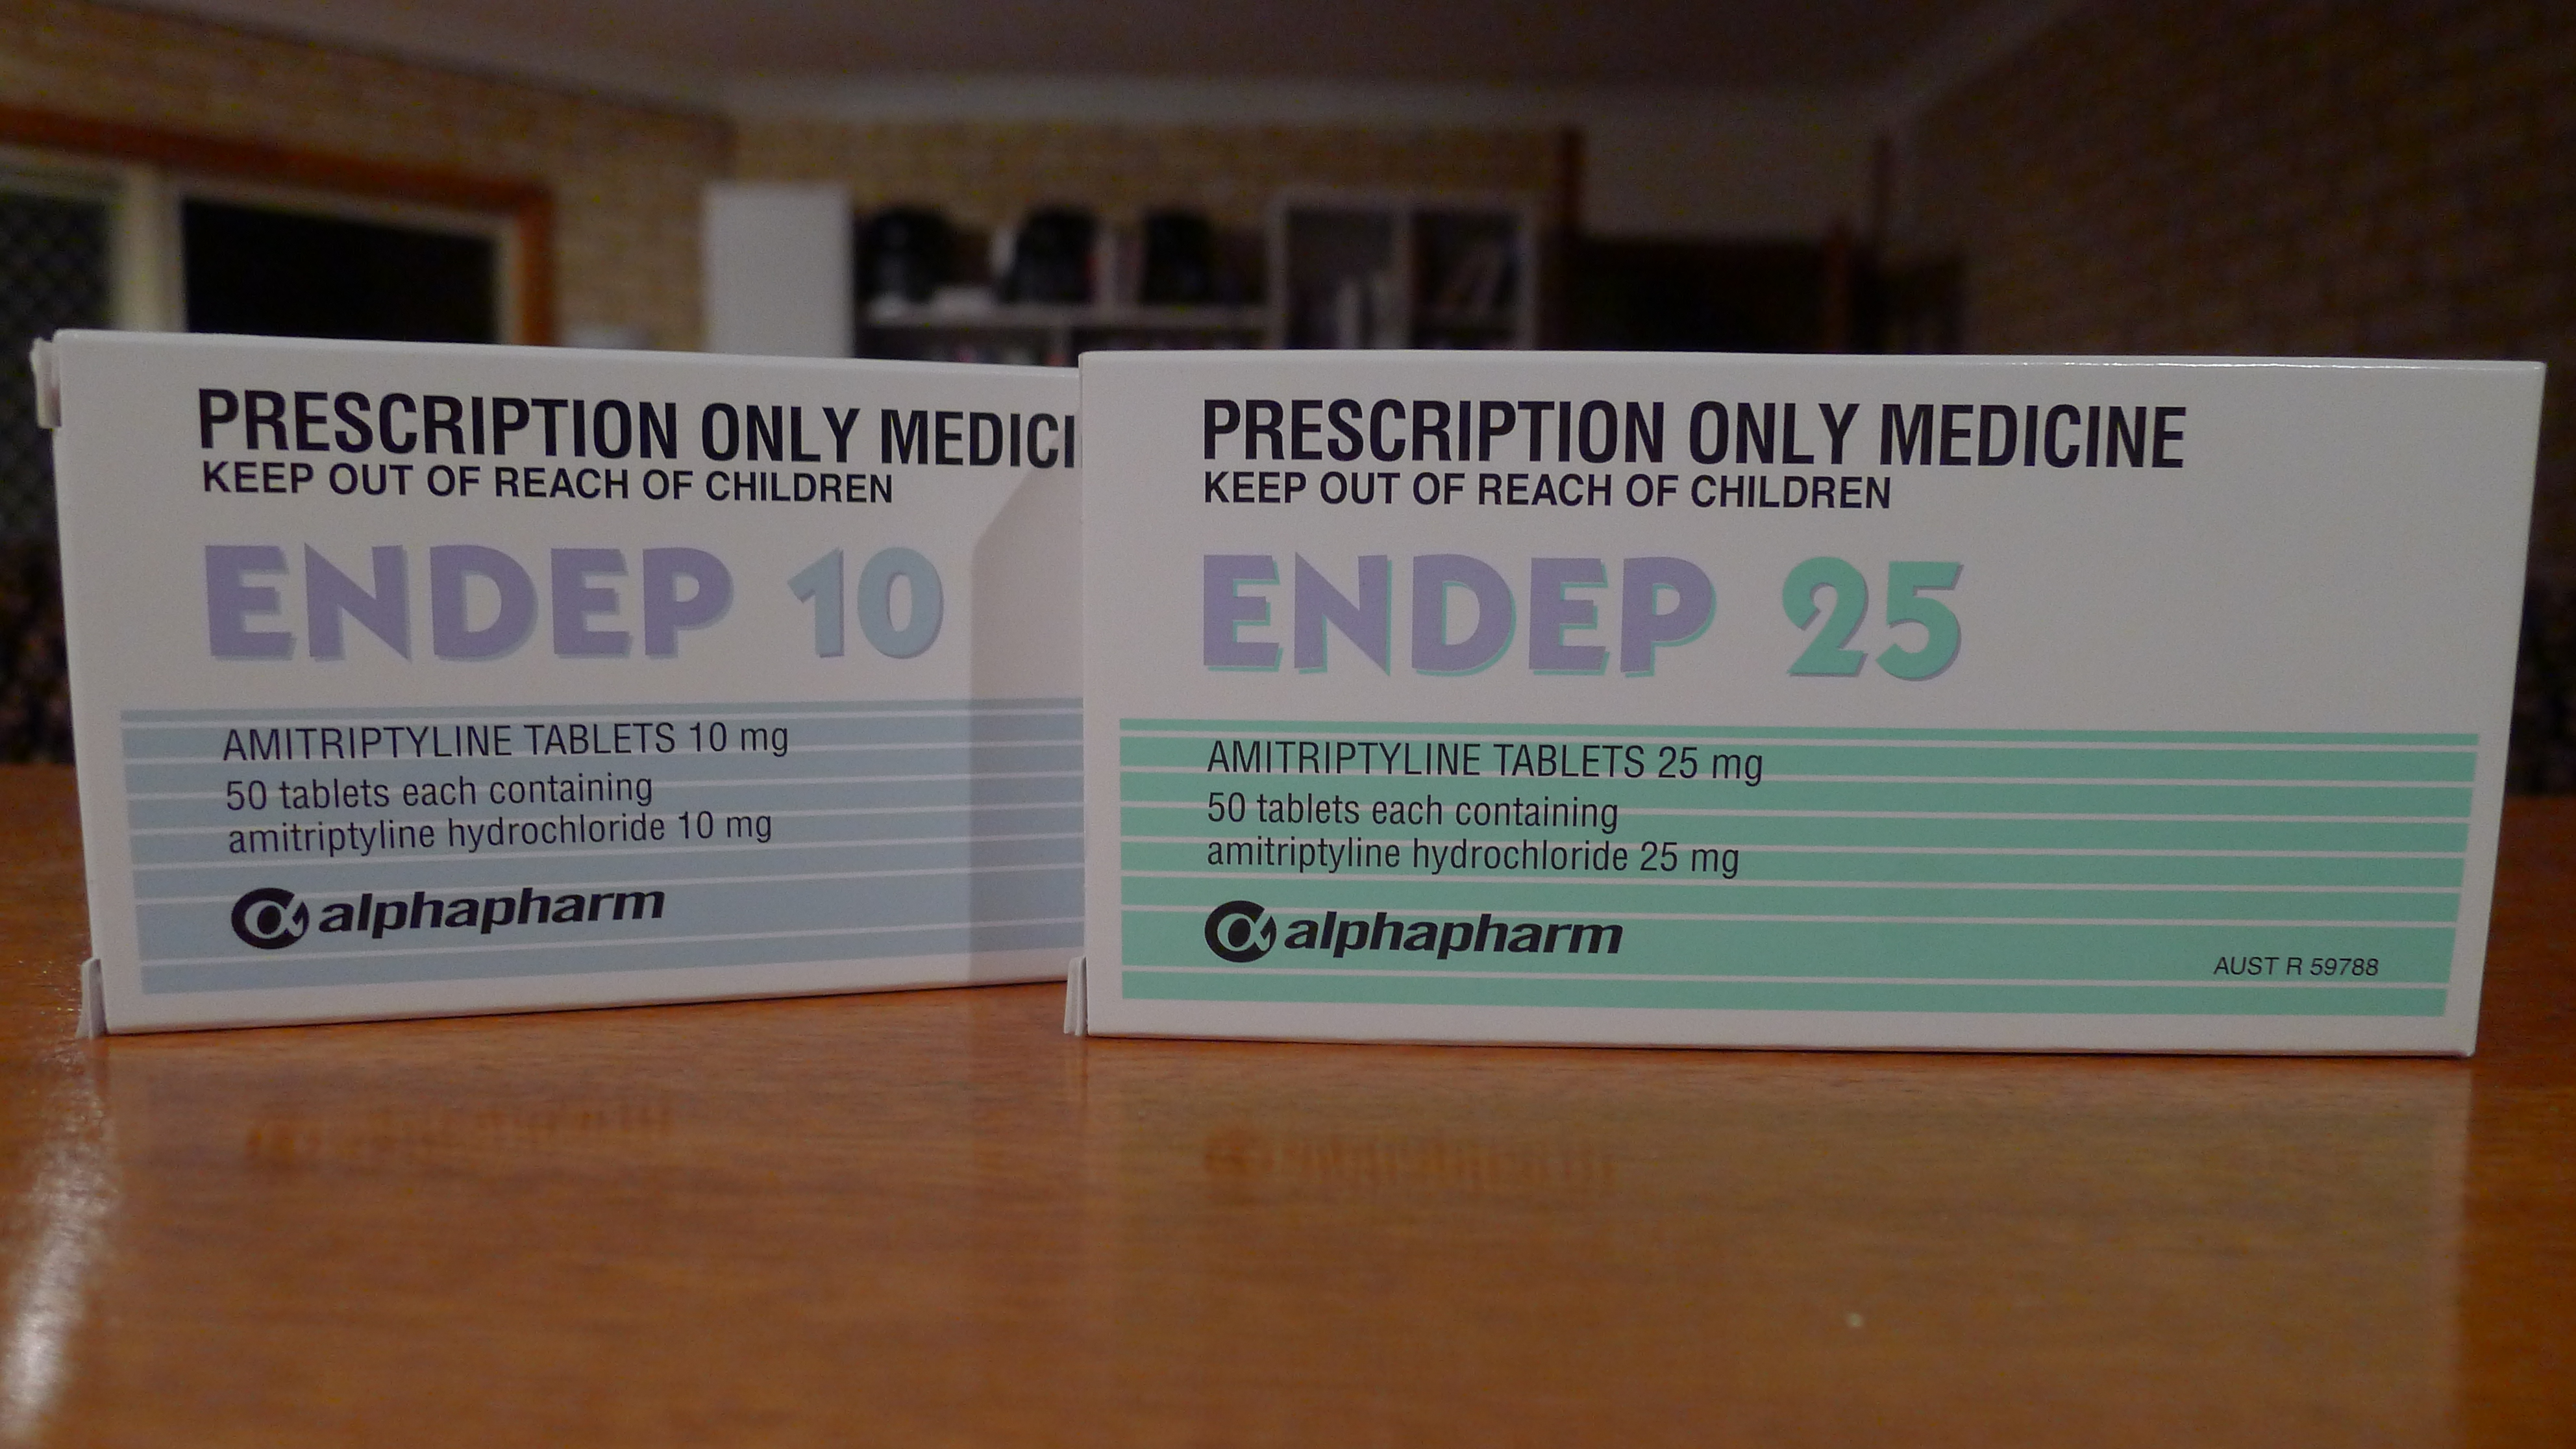 PRESCRIPTION ONLY MEDICI
KEEP OUT OF REACH OF CHILDREN
ENDEP 10
AMITRIPTYLINE TABLETS 10 mg
50 tablets each containing
amitriptyline hydrochloride 10 mg
alphapharm
PRESCRIPTION ONLY MEDICINE
KEEP OUT OF REACH OF CHILDREN
ENDEP 25
AMITRIPTYLINE TABLETS 25 mg
50 tablets each containing
amitriptyline hydrochloride 25 mg
alphapharm
AUST R 59788